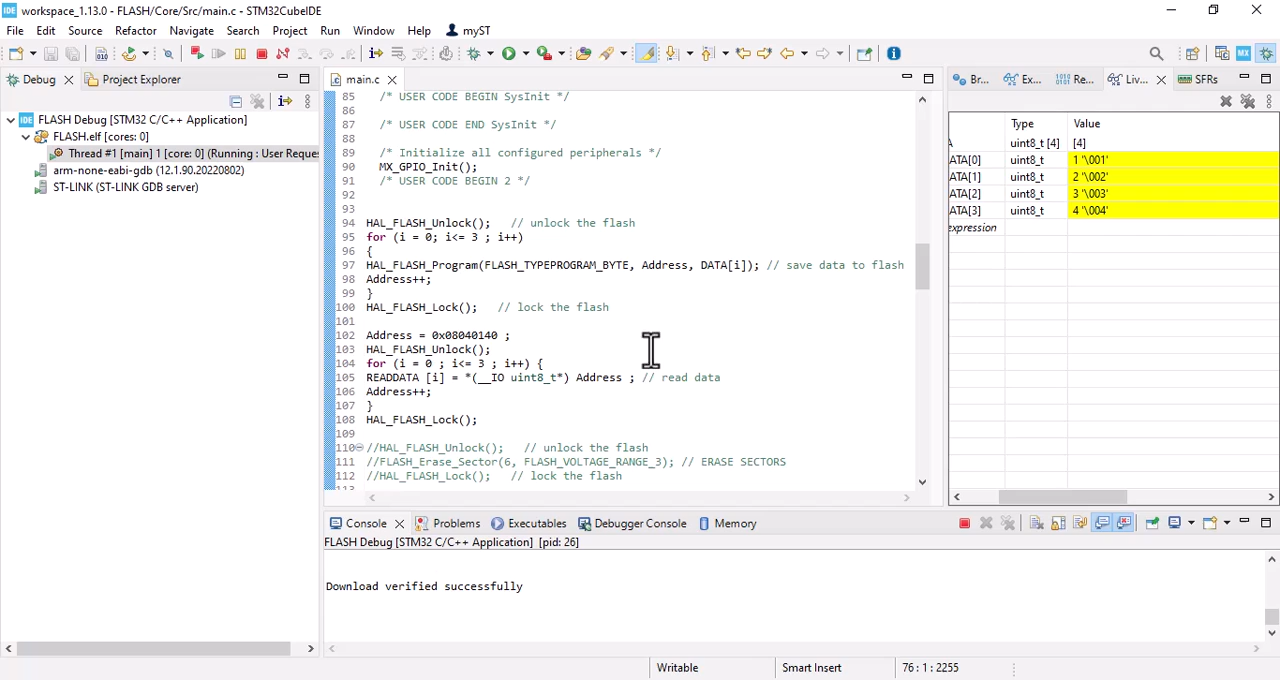 workspace_1.13.0 - FLASH/Core/Src/main.c - STM32CubeIDE
File Edit Source Refactor Navigate Search Project Run Window Help myST
Debug Project Explorer
FLASH Debug [STM32 C/C++ Application]
FLASH.elf [cores: 0]
Thread #1 [main] 1 [core: 0] (Running : User Reques
arm-none-eabi-gdb (12.1.90.20220802)
ST-LINK (ST-LINK GDB server)
main.c
85 /* USER CODE BEGIN SysInit */
86
87 /* USER CODE END SysInit */
88
89 /* Initialize all configured peripherals */
90 MX_GPIO_Init();
91 /* USER CODE BEGIN 2 */
92
93
94 HAL_FLASH_Unlock(); // unlock the flash
95 for (i = 0; i<= 3 ; i++)
96 {
97 HAL_FLASH_Program(FLASH_TYPEPROGRAM_BYTE, Address, DATA[i]); // save data to flash
98 Address++;
99 }
100 HAL_FLASH_Lock(); // lock the flash
101
102 Address = 0x08040140 ;
103 HAL_FLASH_Unlock();
104 for (i = 0 ; i<= 3 ; i++) {
105 READDATA [i] = *(__IO uint8_t*) Address ; // read data
106 Address++;
107 }
108 HAL_FLASH_Lock();
109
110 //HAL_FLASH_Unlock(); // unlock the flash
111 //FLASH_Erase_Sector(6, FLASH_VOLTAGE_RANGE_3); // ERASE SECTORS
112 //HAL_FLASH_Lock(); // lock the flash
Br... Ex... Re... Liv... SFRs
Type Value
A uint8_t [4] [4]
ATA[0] uint8_t 1 '\001'
ATA[1] uint8_t 2 '\002'
ATA[2] uint8_t 3 '\003'
ATA[3] uint8_t 4 '\004'
expression
Console Problems Executables Debugger Console Memory
FLASH Debug [STM32 C/C++ Application] [pid: 26]
Download verified successfully
Writable Smart Insert 76 : 1 : 2255